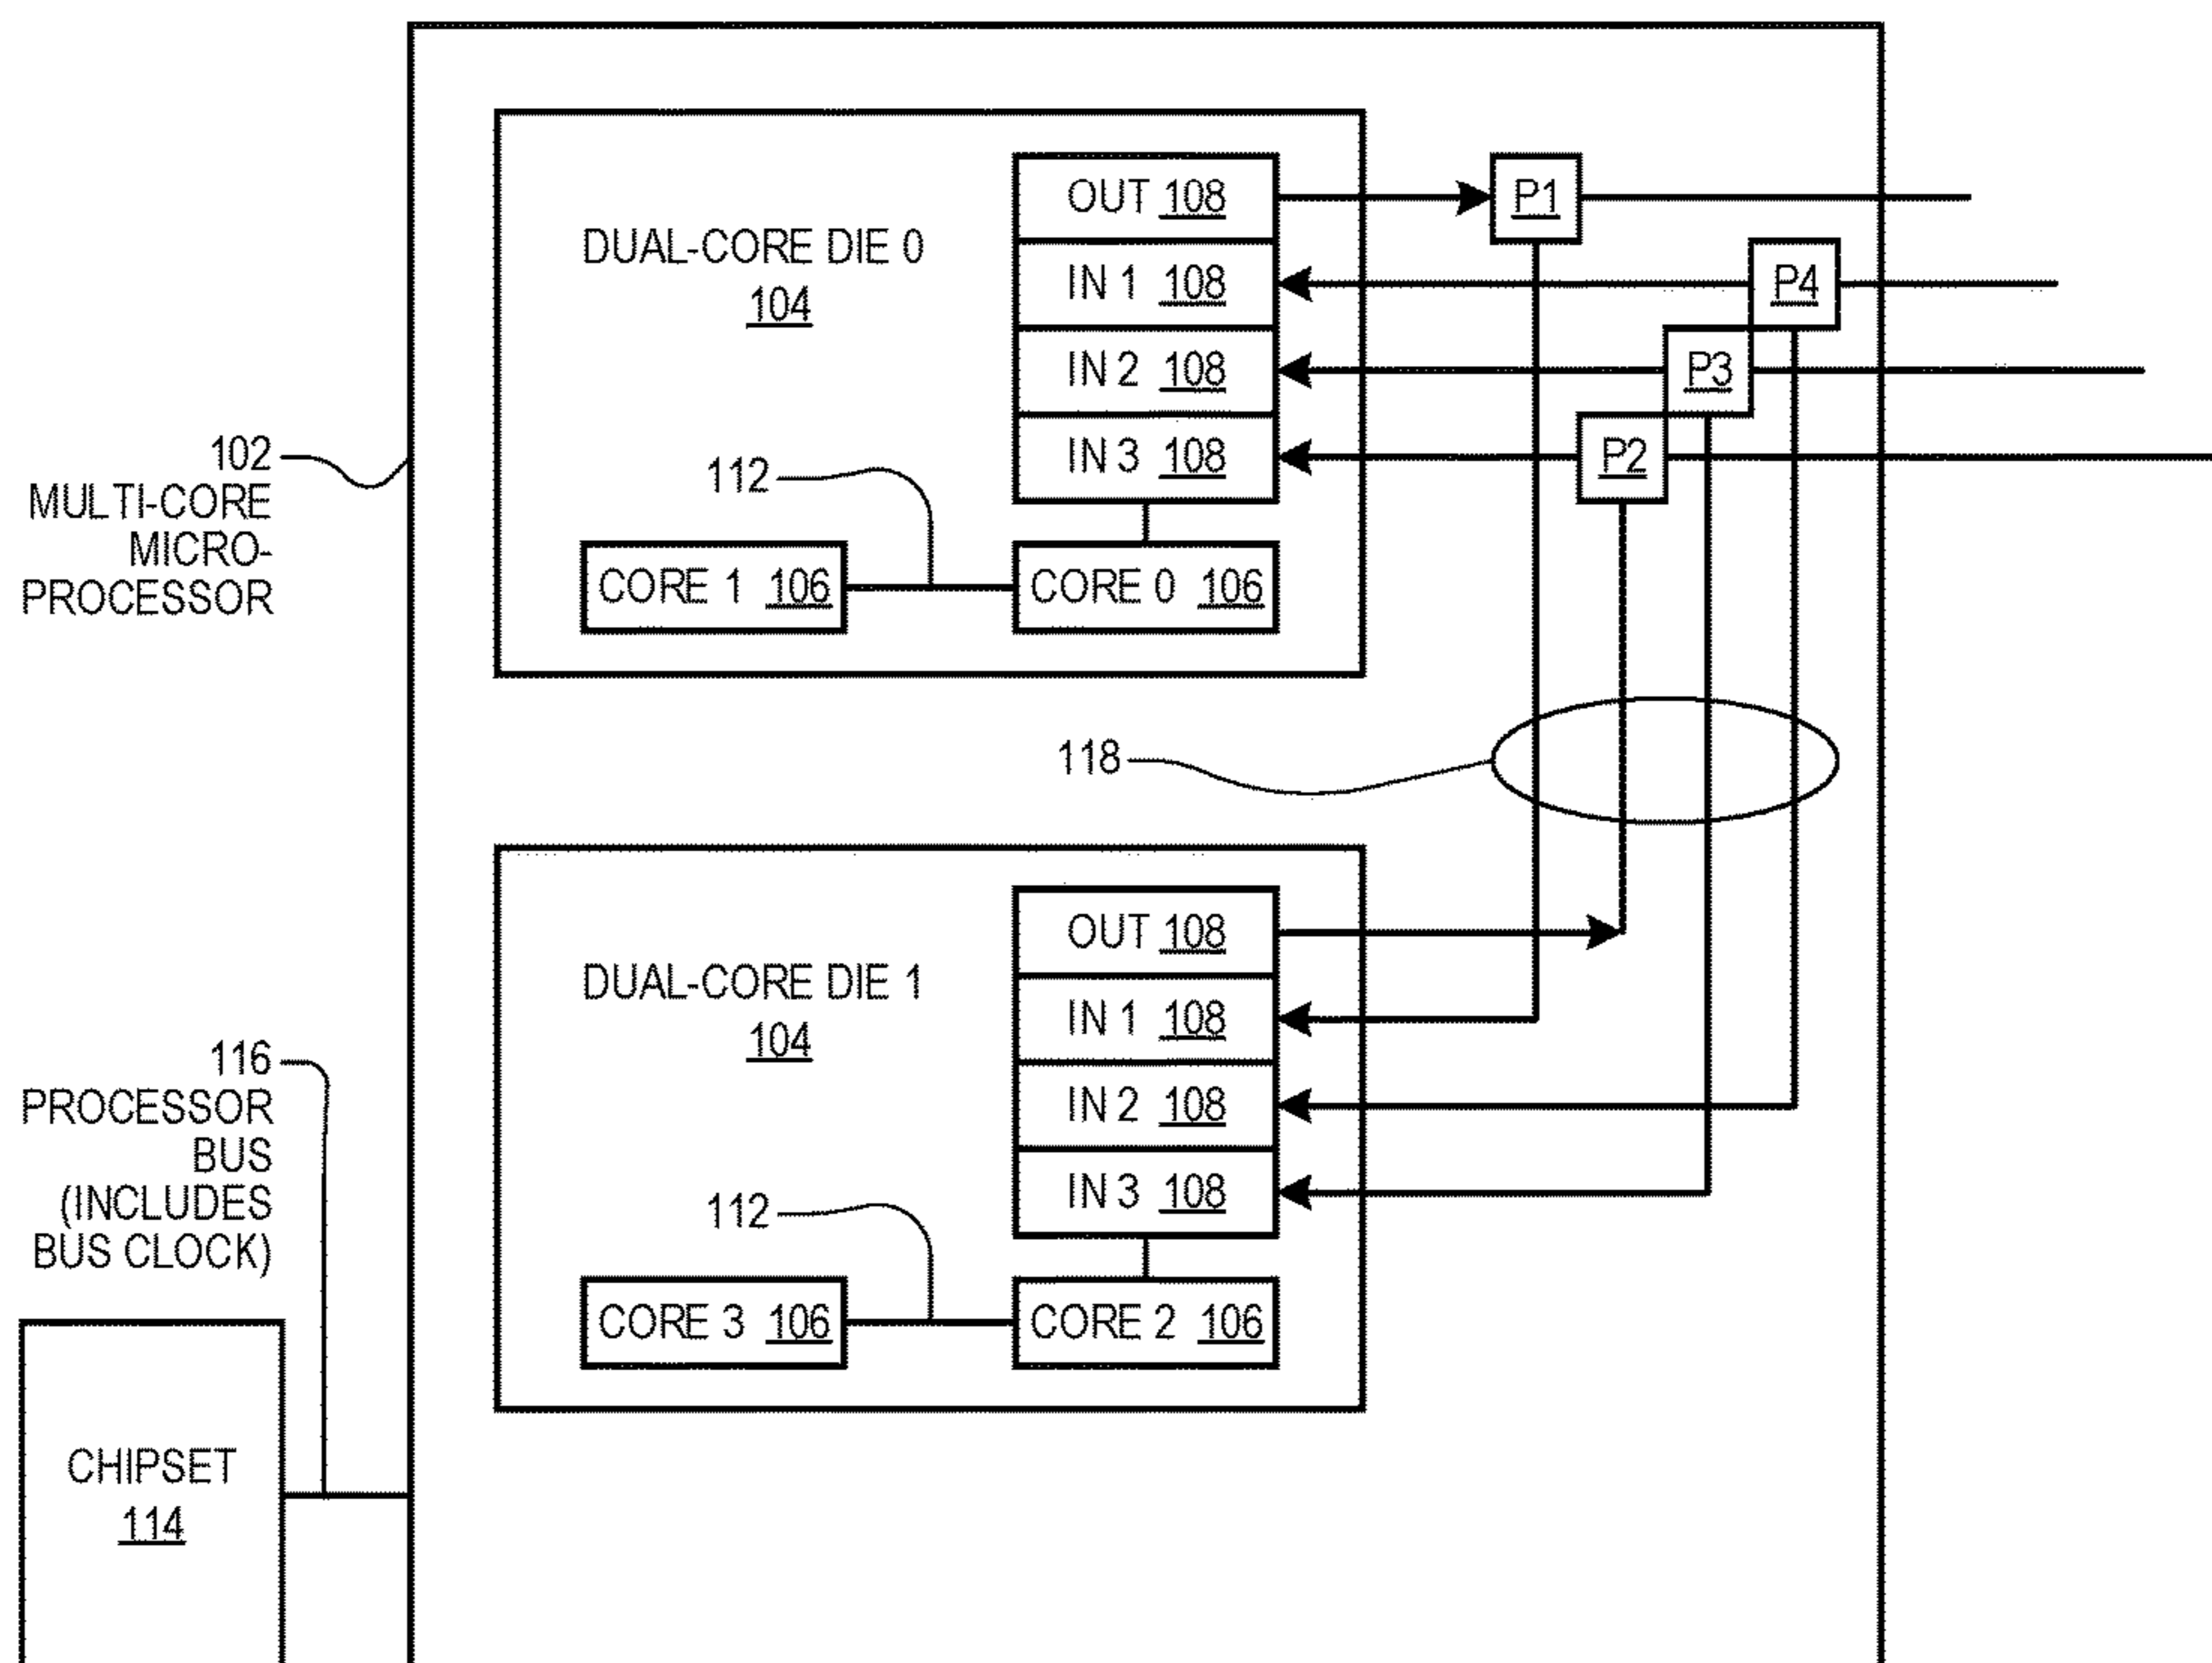 OUT 108
P1
DUAL-CORE DIE 0
104
IN 1 108
P4
IN 2 108
P3
IN 3 108
P2
102
MULTI-CORE
MICRO-
PROCESSOR
112
CORE 1 106
CORE 0 106
118
OUT 108
DUAL-CORE DIE 1
104
IN 1 108
IN 2 108
IN 3 108
116
PROCESSOR
BUS
(INCLUDES
BUS CLOCK)
112
CORE 3 106
CORE 2 106
CHIPSET
114